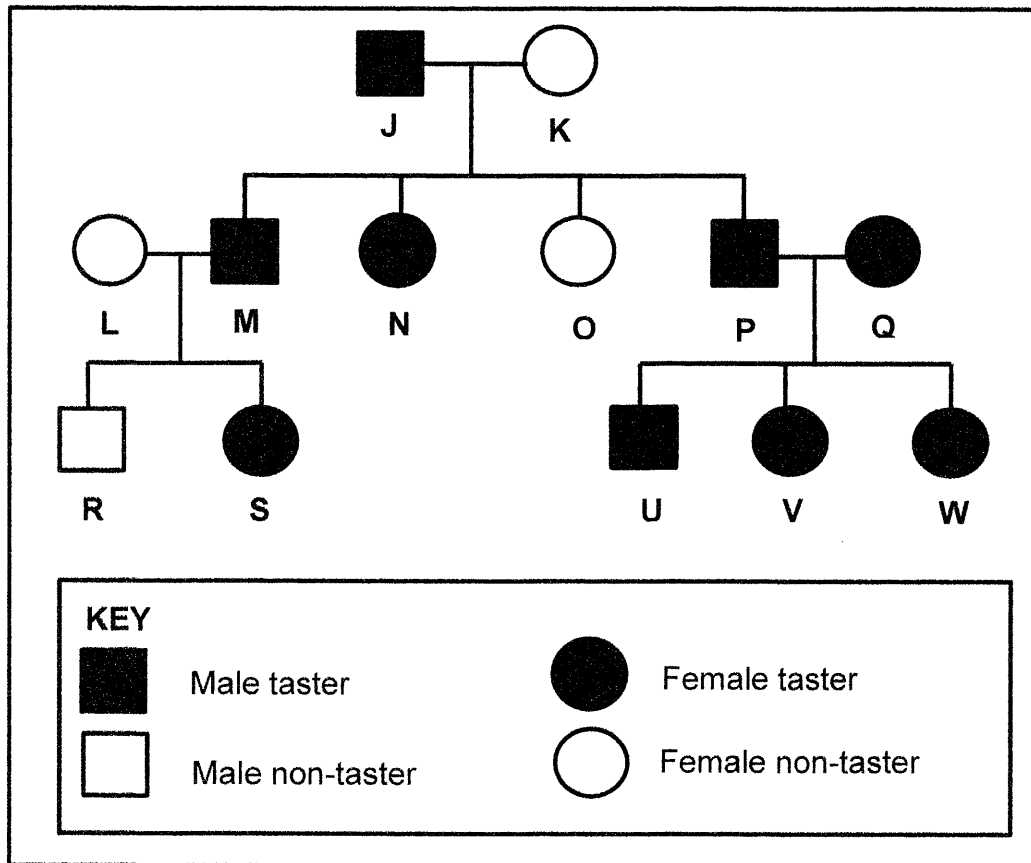 J K
L M N O P Q
R S U V W
KEY
Male taster Female taster
Male non-taster Female non-taster